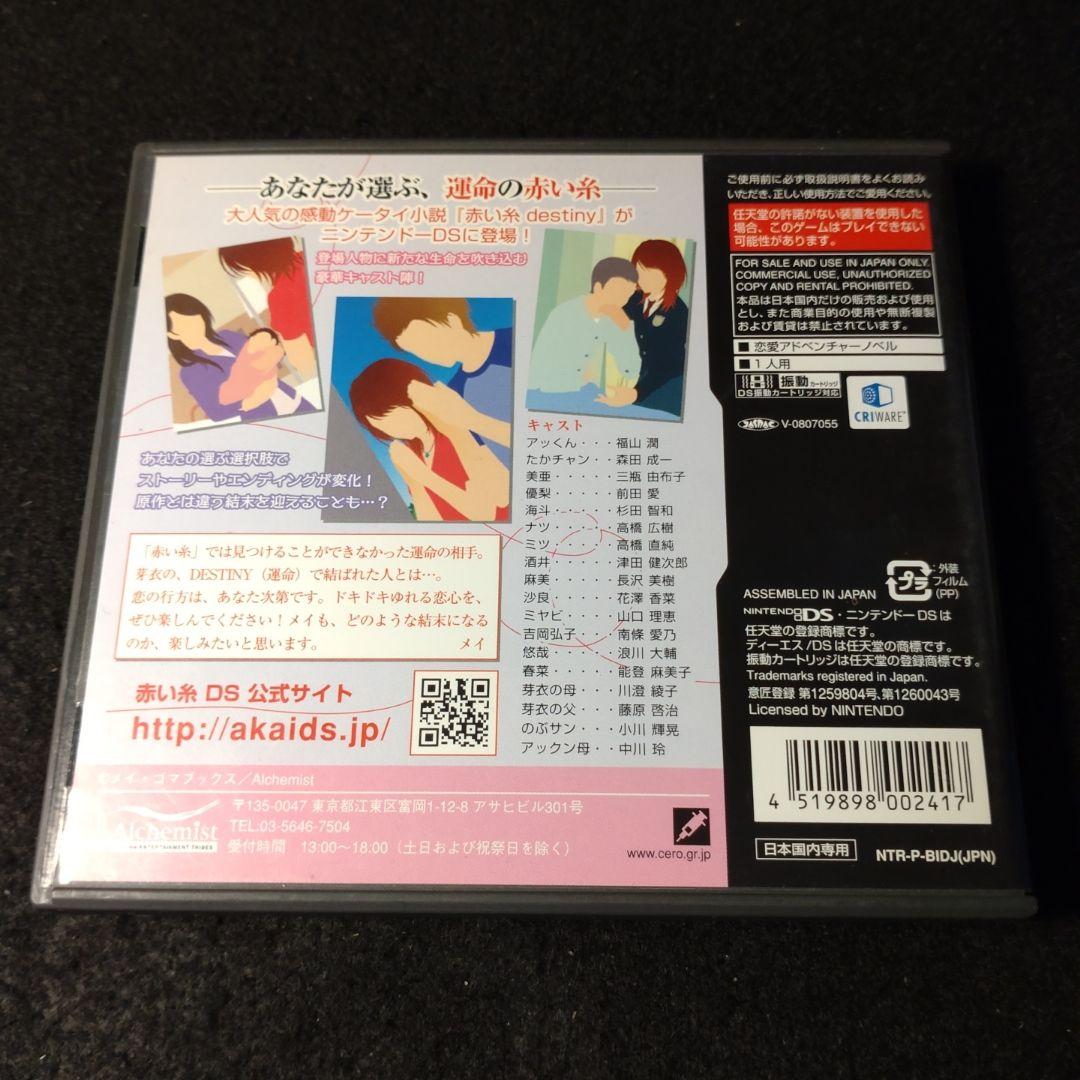 あなたが選ぶ、運命の赤い糸
大人気の感動ケータイ小説『赤い糸 destiny』が
ニンテンドーDSに登場！
登場人物に新たな生命を吹き込む
豪華キャスト陣！
あなたの選ぶ選択肢で
ストーリーやエンディングが変化！
原作とは違う結末を迎えることも…？
キャスト
アッくん・・・福山 潤
たかチャン・・森田 成一
美亜・・・・・三瓶 由布子
優梨・・・・・前田 愛
海斗・・・・・杉田 智和
ナツ・・・・・高橋 広樹
ミツ・・・・・高橋 直純
酒井・・・・・津田 健次郎
麻美・・・・・長沢 美樹
沙良・・・・・花澤 香菜
ミヤビ・・・・山口 理恵
吉岡弘子・・・南條 愛乃
悠哉・・・・・浪川 大輔
春菜・・・・・能登 麻美子
芽衣の母・・・川澄 綾子
芽衣の父・・・藤原 啓治
のぶサン・・・小川 輝晃
アックン母・・中川 玲
「赤い糸」では見つけることができなかった運命の相手。
芽衣の、DESTINY（運命）で結ばれた人とは…。
恋の行方は、あなた次第です。ドキドキゆれる恋心を、
ぜひ楽しんでください！メイも、どのような結末になる
のか、楽しみたいと思います。 メイ
赤い糸 DS 公式サイト
http://akaids.jp/
©メイ・ゴマブックス／Alchemist
Alchemist
〒135-0047 東京都江東区富岡1-12-8 アサヒビル301号
TEL:03-5646-7504
受付時間 13:00〜18:00（土日および祝祭日を除く）
www.cero.gr.jp
ご使用前に必ず取扱説明書をよくお読み
いただき、正しい使用方法でご愛用ください。
任天堂の許諾がない装置を使用した
場合、このゲームはプレイできない
可能性があります。
FOR SALE AND USE IN JAPAN ONLY.
COMMERCIAL USE, UNAUTHORIZED
COPY AND RENTAL PROHIBITED.
本品は日本国内だけの販売および使用
とし、また商業目的の使用や無断複製
および賃貸は禁止されています。
■ 恋愛アドベンチャーノベル
■ 1人用
振動カートリッジ
DS振動カートリッジ対応
CRIWARE™
JASRAC V-0807055
プラ
:外装
フィルム
(PP)
ASSEMBLED IN JAPAN
NINTENDO DS・ニンテンドーDSは
任天堂の登録商標です。
ディーエス/DSは任天堂の商標です。
振動カートリッジは任天堂の登録商標です。
Trademarks registered in Japan.
意匠登録 第1259804号、第1260043号
Licensed by NINTENDO
4 519898 002417
日本国内専用
NTR-P-BIDJ(JPN)